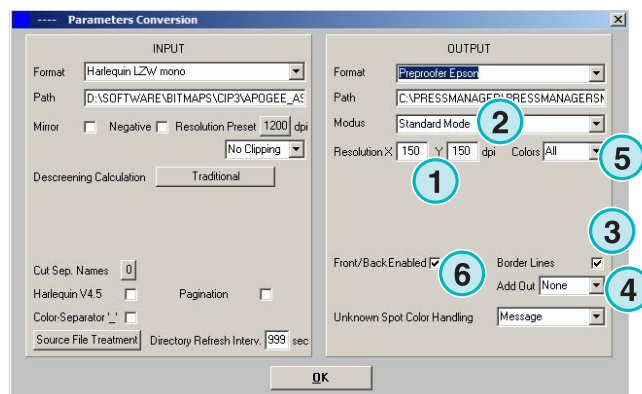 ---- Parameters Conversion
INPUT
Format Harlequin LZW mono
Path D:\SOFTWARE\BITMAPS\CIP3\APOGEE_AS
Mirror Negative Resolution Preset 1200 dpi
No Clipping
Descreening Calculation Traditional
Cut Sep. Names 0
Harlequin V4.5 Pagination
Color-Separator '_'
Source File Treatment Directory Refresh Interv. 999 sec
OUTPUT
Format Preproofer Epson
Path C:\PRESSMANAGER\PRESSMANAGERSM
Modus Standard Mode 2
Resolution X 150 Y 150 dpi Colors All 5
1
3
Front/Back Enabled 6 Border Lines
Add Out None 4
Unknown Spot Color Handling Message
OK